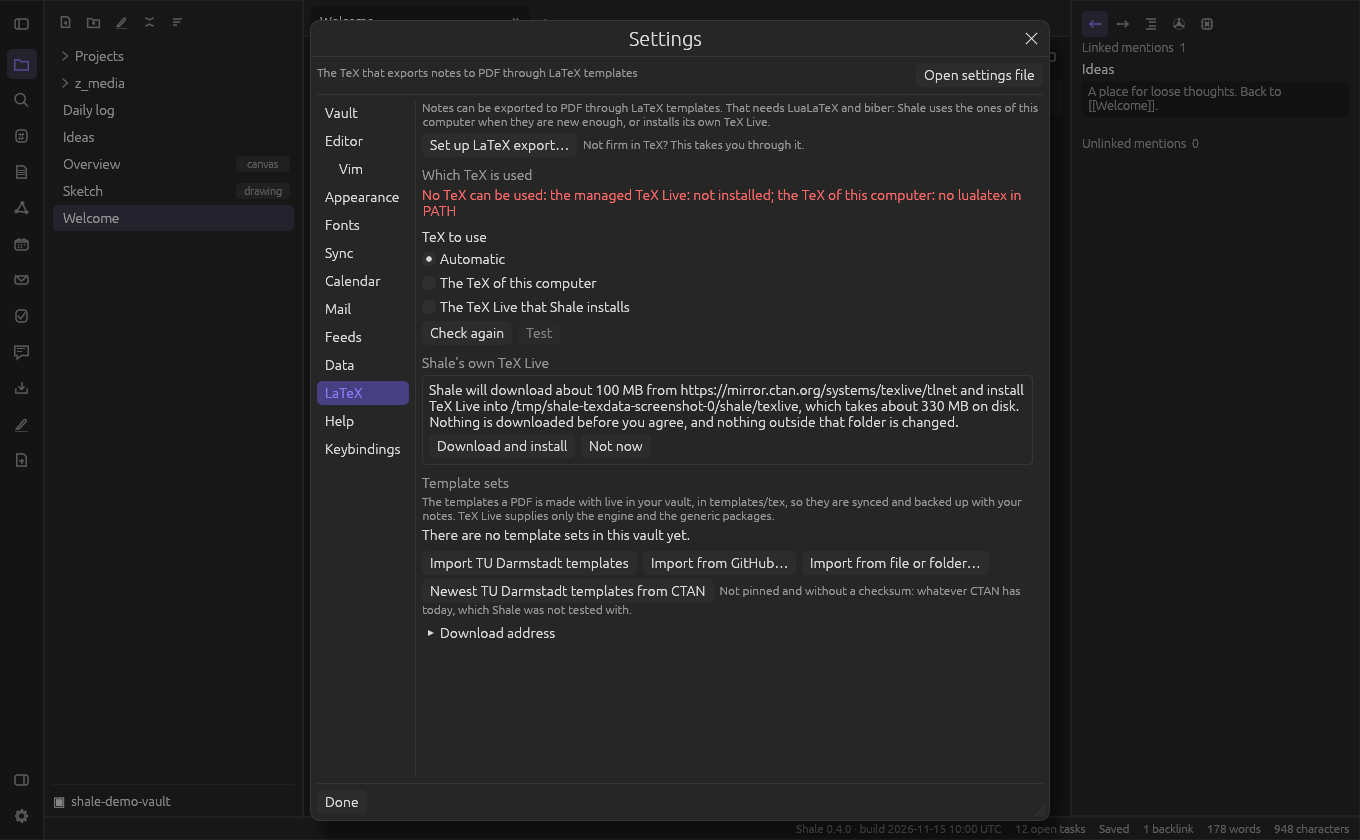 Projects
z_media
Daily log
Ideas
Overview canvas
Sketch drawing
Welcome
shale-demo-vault
Settings
The TeX that exports notes to PDF through LaTeX templates
Open settings file
Vault
Editor
Vim
Appearance
Fonts
Sync
Calendar
Mail
Feeds
Data
LaTeX
Help
Keybindings
Notes can be exported to PDF through LaTeX templates. That needs LuaLaTeX and biber: Shale uses the ones of this
computer when they are new enough, or installs its own TeX Live.
Set up LaTeX export… Not firm in TeX? This takes you through it.
Which TeX is used
No TeX can be used: the managed TeX Live: not installed; the TeX of this computer: no lualatex in
PATH
TeX to use
Automatic
The TeX of this computer
The TeX Live that Shale installs
Check again Test
Shale's own TeX Live
Shale will download about 100 MB from https://mirror.ctan.org/systems/texlive/tlnet and install
TeX Live into /tmp/shale-texdata-screenshot-0/shale/texlive, which takes about 330 MB on disk.
Nothing is downloaded before you agree, and nothing outside that folder is changed.
Download and install Not now
Template sets
The templates a PDF is made with live in your vault, in templates/tex, so they are synced and backed up with your
notes. TeX Live supplies only the engine and the generic packages.
There are no template sets in this vault yet.
Import TU Darmstadt templates Import from GitHub… Import from file or folder…
Newest TU Darmstadt templates from CTAN Not pinned and without a checksum: whatever CTAN has
today, which Shale was not tested with.
Download address
Done
Linked mentions 1
Ideas
A place for loose thoughts. Back to
[[Welcome]].
Unlinked mentions 0
Shale 0.4.0 · build 2026-11-15 10:00 UTC 12 open tasks Saved 1 backlink 178 words 948 characters